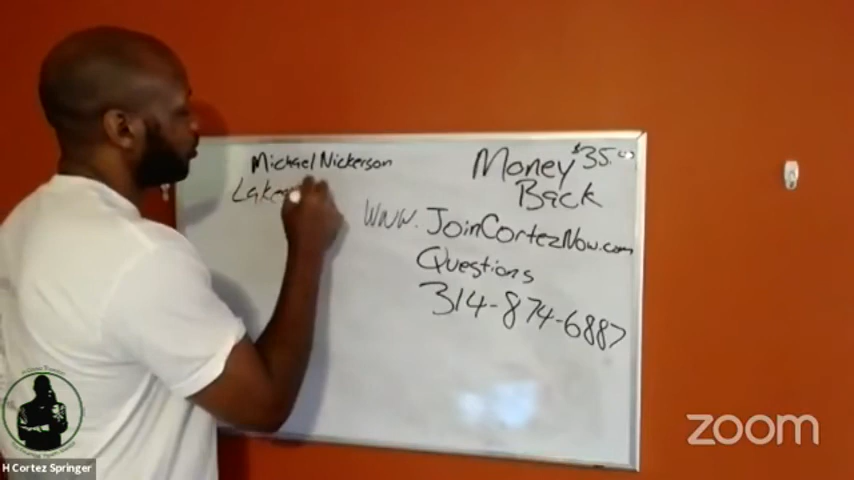 Michael Nickerson
Money $35.00
Back
www.JoinCortezNow.com
Questions
314-874-6887
zoom
H Cortez Springer